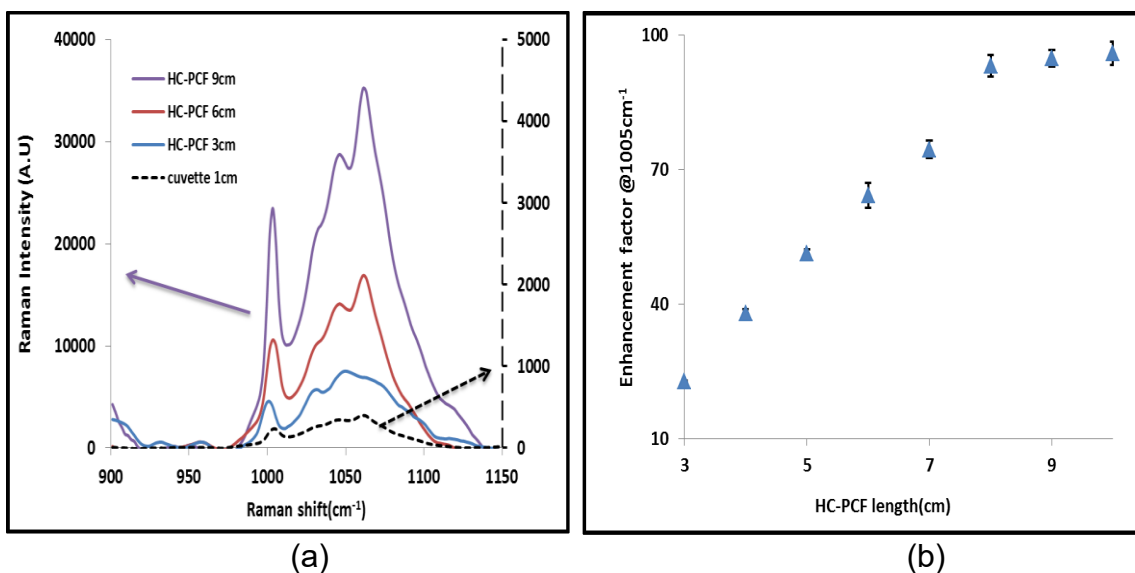 40000
30000
20000
10000
0
Raman Intensity (A.U)
HC-PCF 9cm
HC-PCF 6cm
HC-PCF 3cm
cuvette 1cm
5000
4000
3000
2000
1000
0
900 950 1000 1050 1100 1150
Raman shift(cm⁻¹)
(a)
100
70
40
10
Enhancement factor @1005cm⁻¹
3 5 7 9
HC-PCF length(cm)
(b)